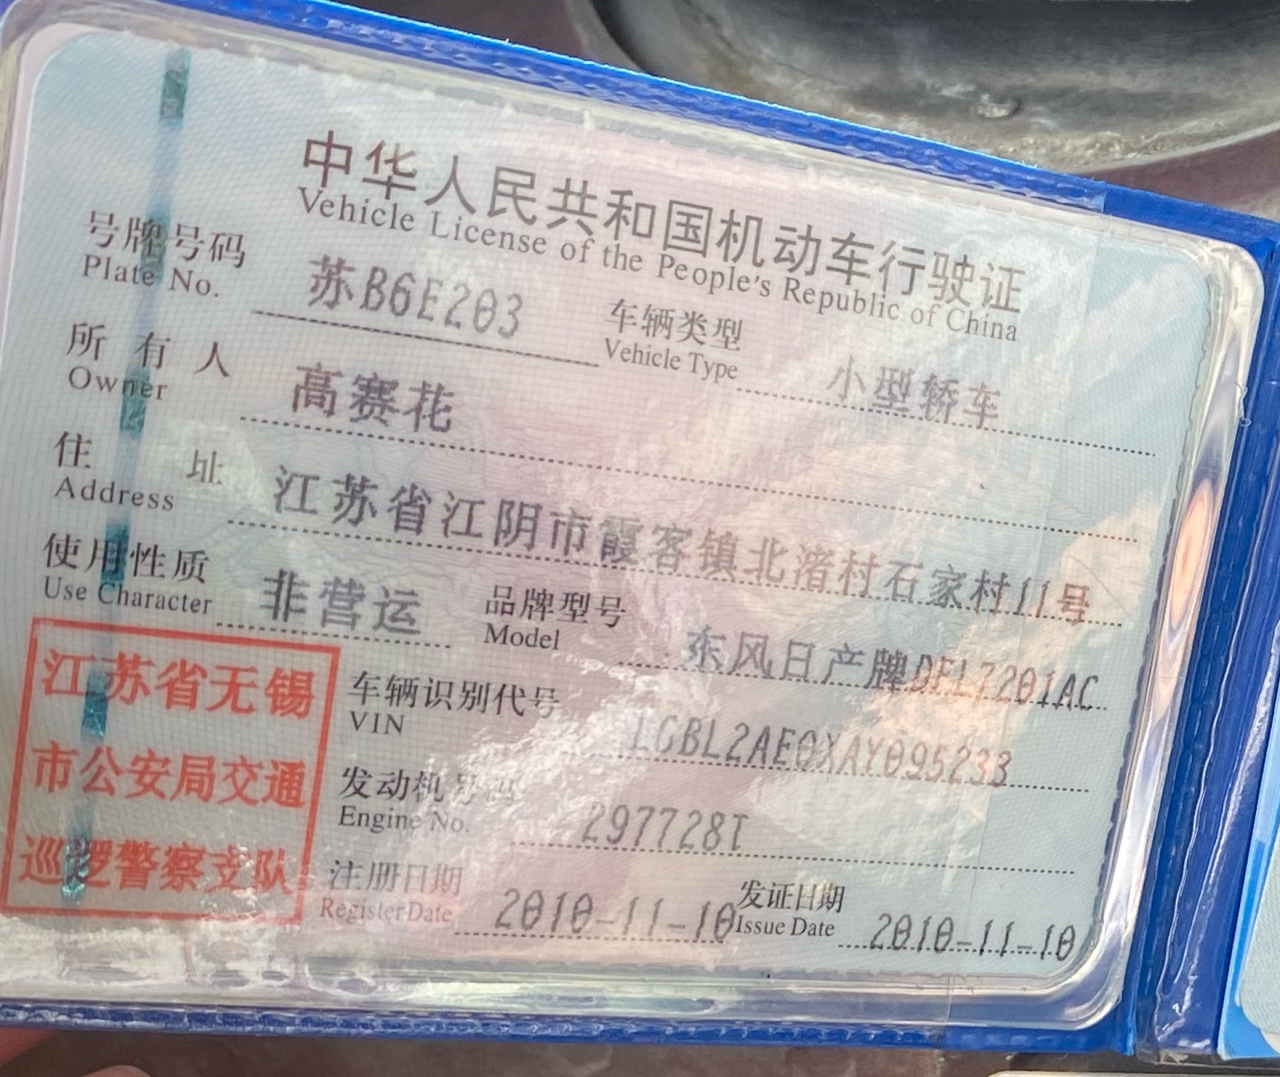 中华人民共和国机动车行驶证
Vehicle License of the People's Republic of China
号牌号码 苏B6E203 车辆类型 小型轿车
Plate No. Vehicle Type
所有人 高赛花
Owner
住址 江苏省江阴市霞客镇北渚村石家村11号
Address
使用性质 非营运 品牌型号 东风日产牌DFL7201AC
Use Character Model
江苏省无锡
市公安局交通
巡逻警察支队
车辆识别代号 LGBL2AE0XAY095233
VIN
发动机号码 297728T
Engine No.
注册日期 2010-11-10 发证日期 2010-11-10
Register Date Issue Date